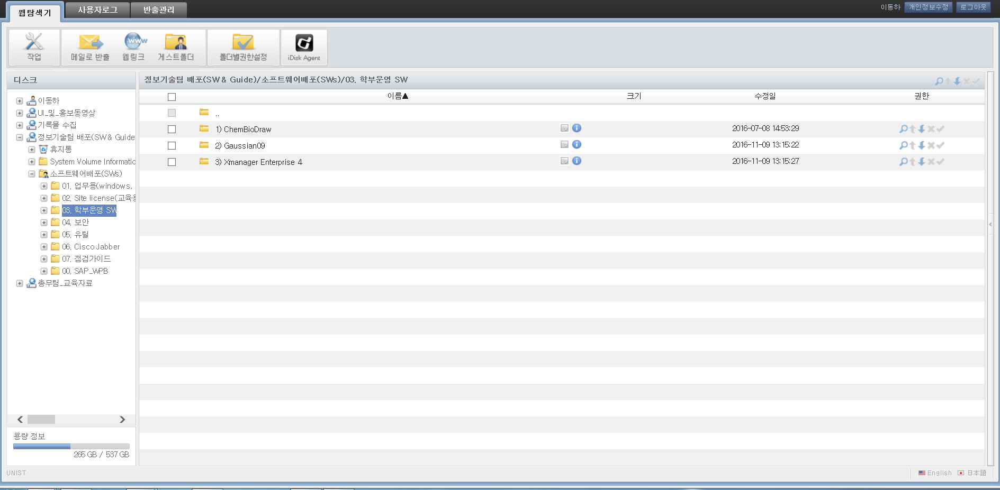 웹탐색기 사용자로그 반출관리 이동하 개인정보수정 로그아웃
작업 메일로 반출 웹링크 게스트폴더 폴더별권한설정 iDisk Agent
디스크
이동하
UI_및_홍보동영상
기록물 수집
정보기술팀 배포(SW & Guide
휴지통
System Volume Informatic
소프트웨어배포(SWs)
01. 업무용(windows,
02. Site license(교육용
03. 학부운영 SW
04. 보안
05. 유틸
06. Cisco Jabber
07. 점검가이드
00. SAP_WPB
총무팀_교육자료
용량 정보
265 GB / 537 GB
정보기술팀 배포(SW & Guide)/소프트웨어배포(SWs)/03. 학부운영 SW
이름▲ 크기 수정일 권한
..
1) ChemBioDraw 2016-07-08 14:53:29
2) Gaussian09 2016-11-09 13:15:22
3) Xmanager Enterprise 4 2016-11-09 13:15:27
UNIST English 日本語